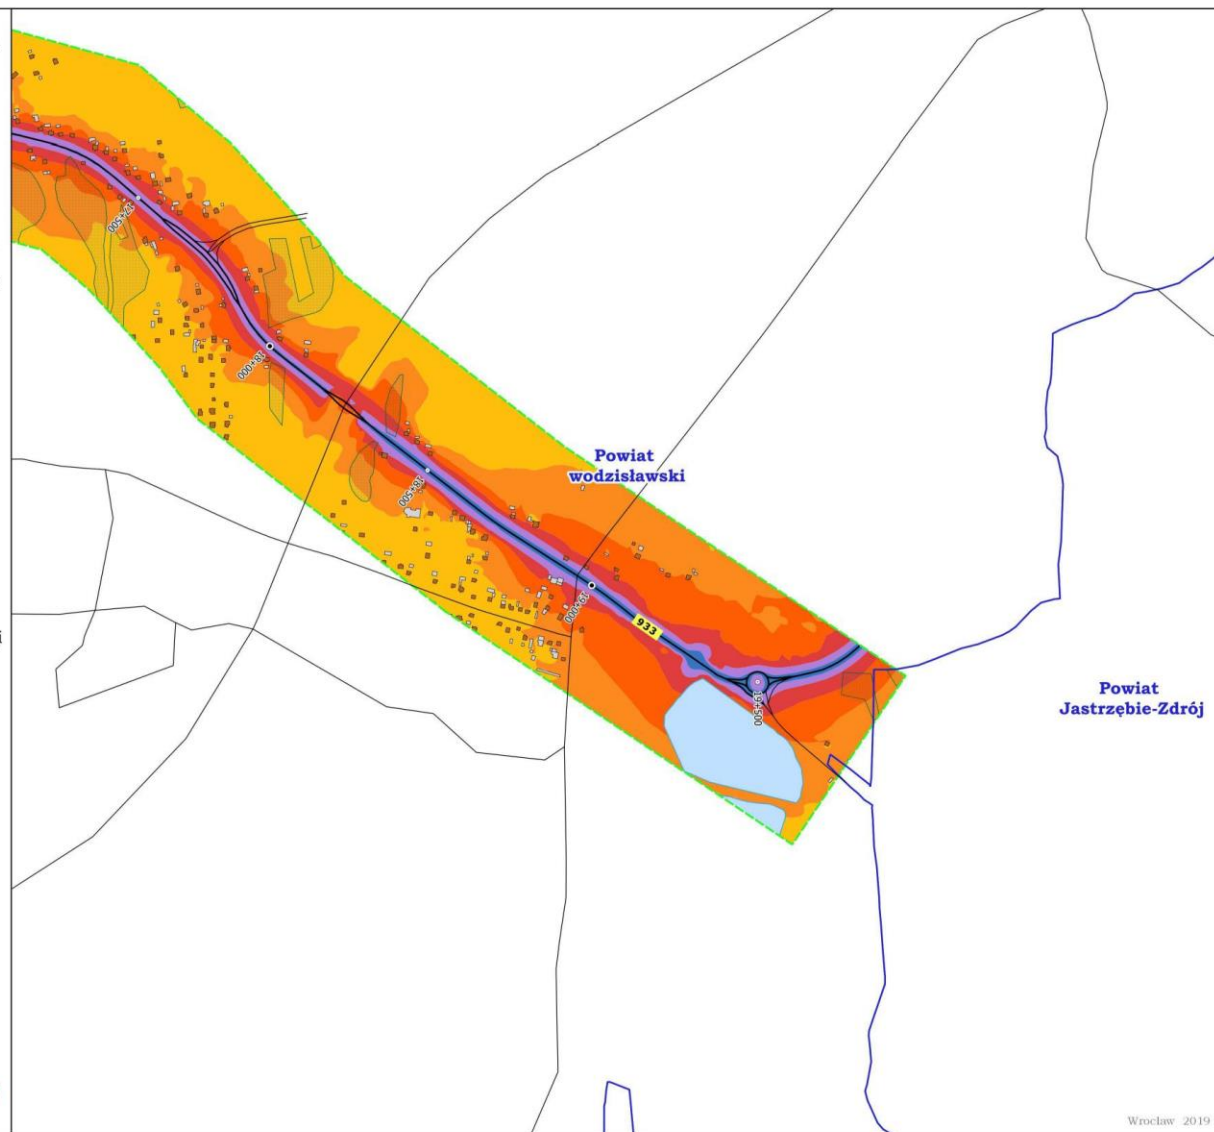 17+500
18+000
Powiat
wodzisławski
18+500
19+000
933
Powiat
Jastrzębie-Zdrój
19+500
Wrocław 2019